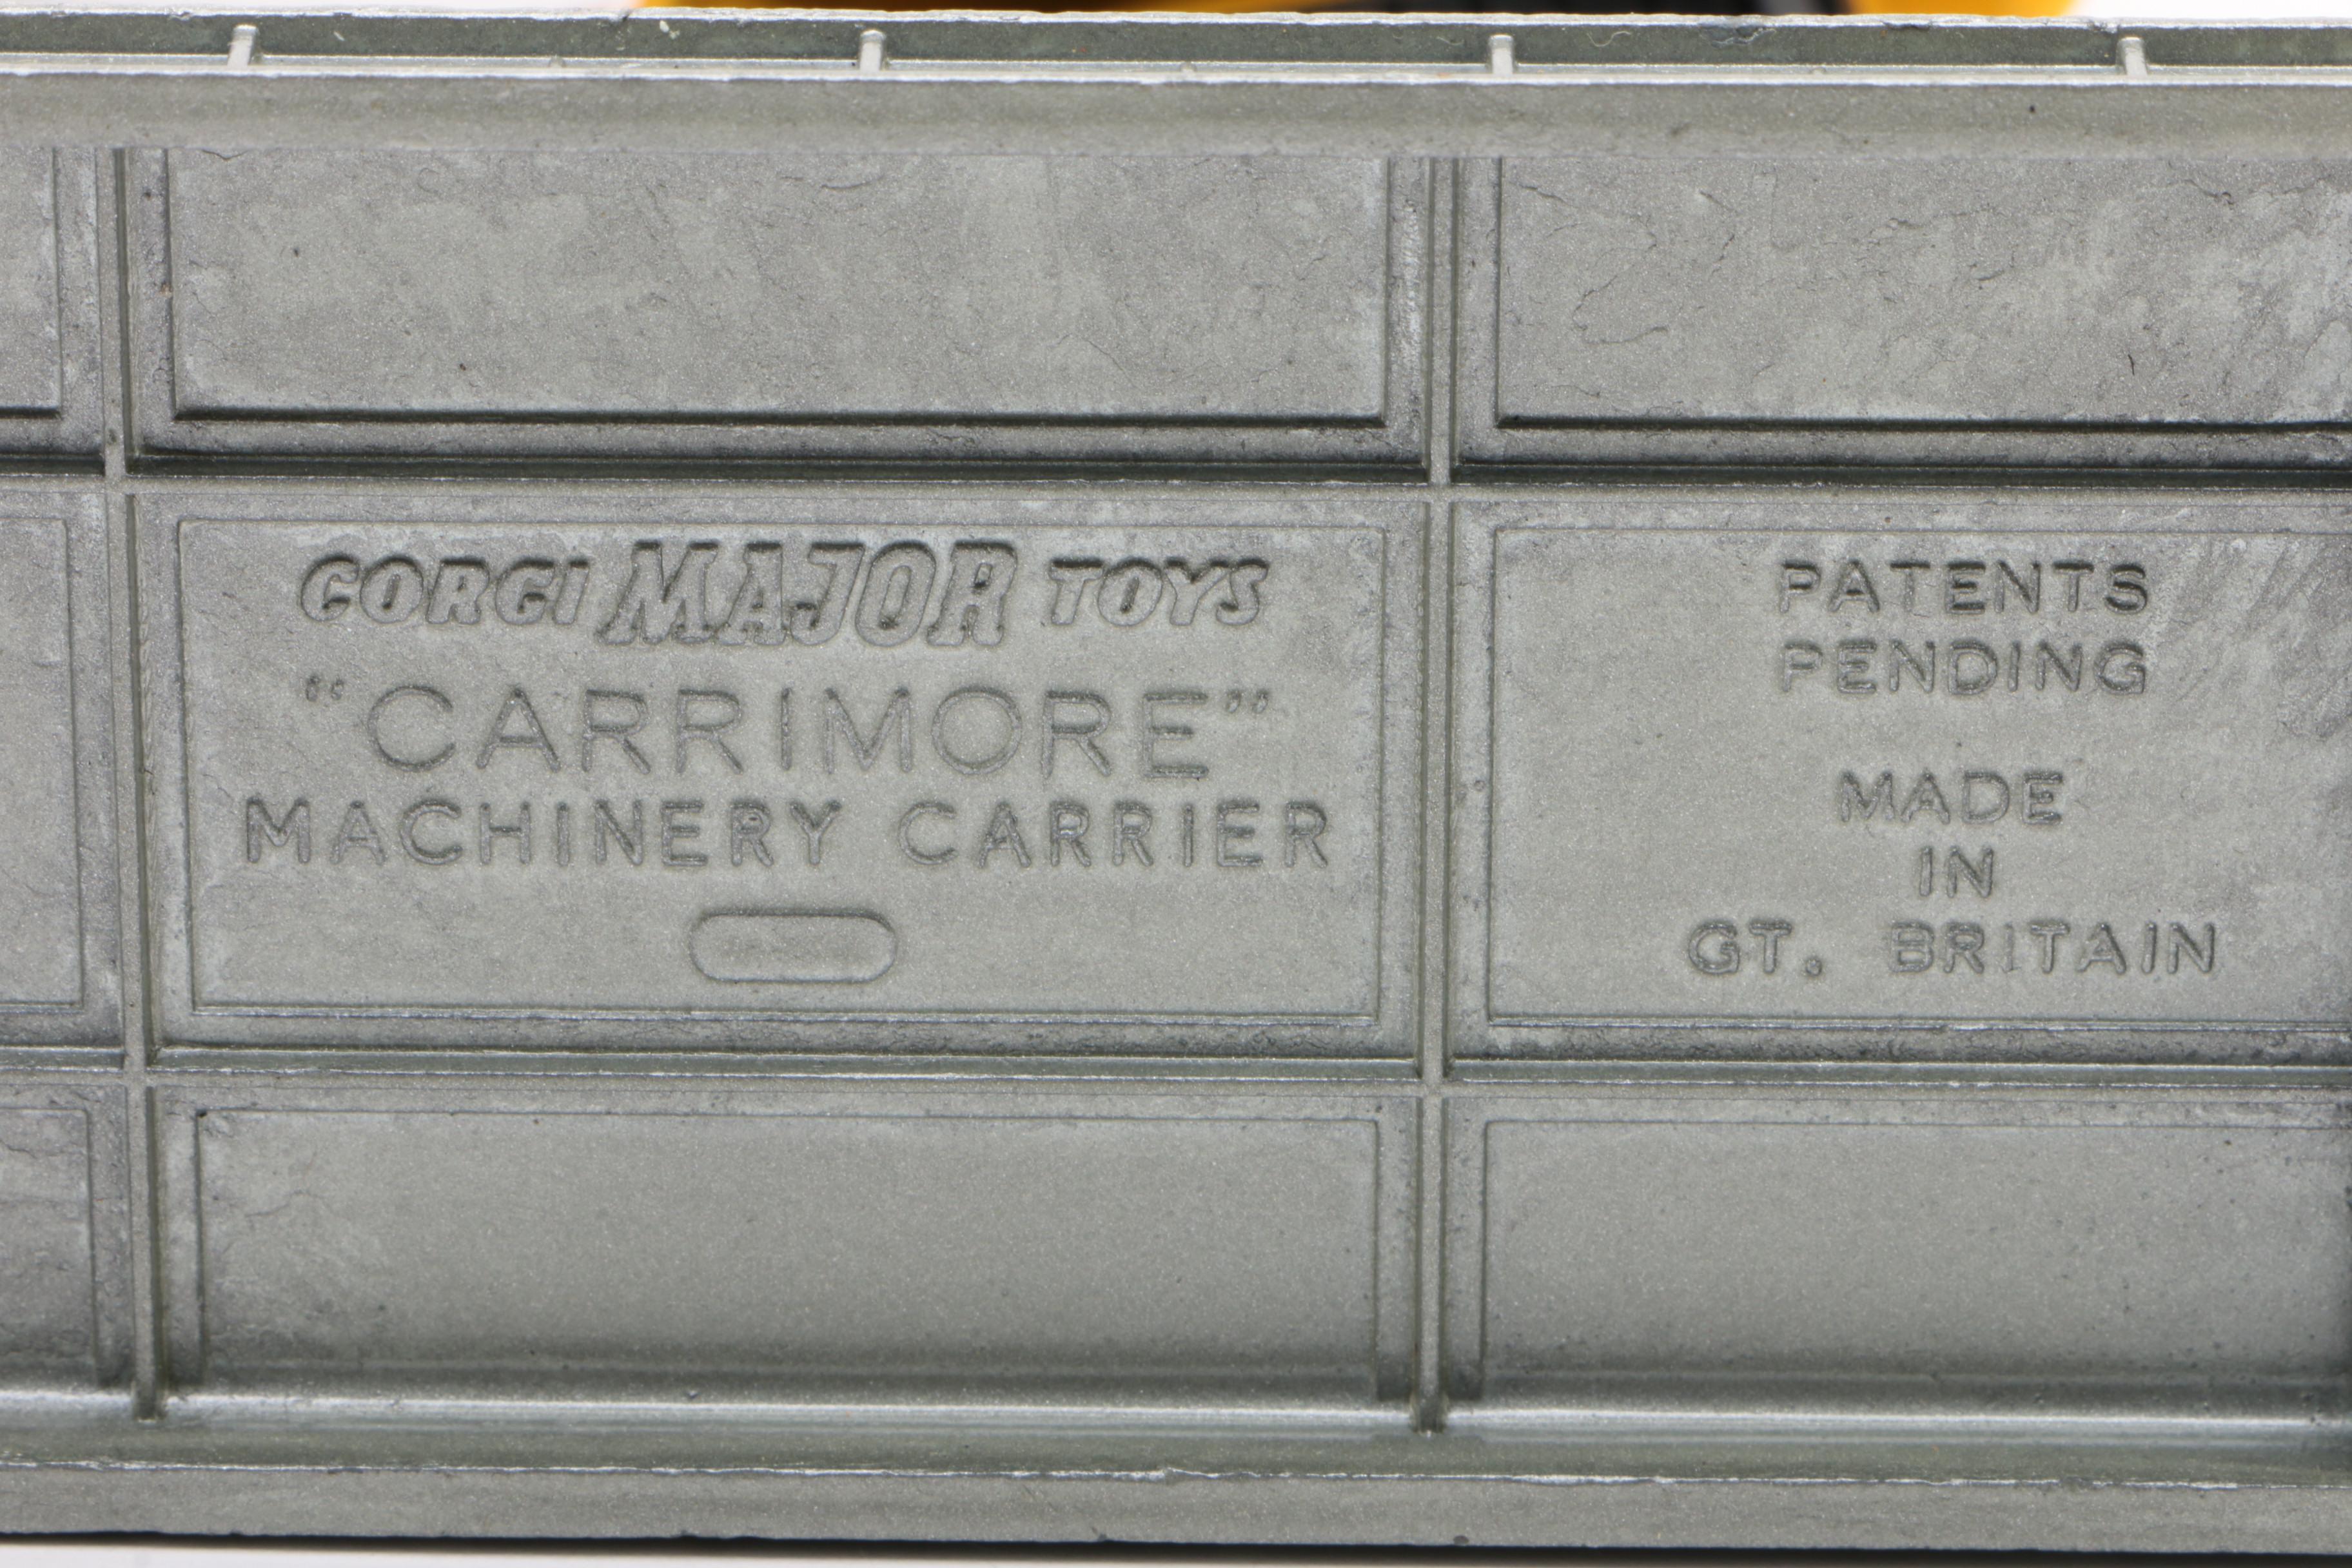 CORGI MAJOR TOYS
"CARRIMORE"
MACHINERY CARRIER
PATENTS
PENDING
MADE
IN
GT. BRITAIN